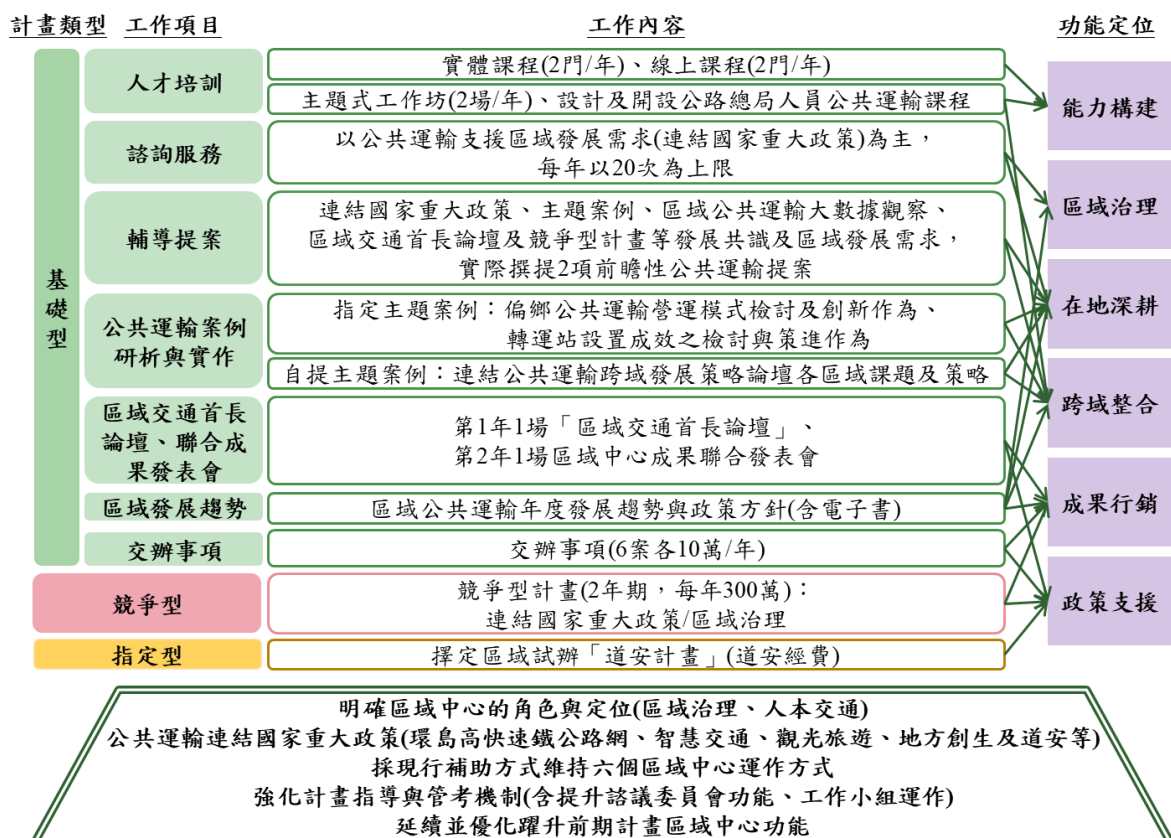 計畫類型 工作項目 工作內容 功能定位
基礎型
人才培訓
實體課程(2門/年)、線上課程(2門/年)
主題式工作坊(2場/年)、設計及開設公路總局人員公共運輸課程
諮詢服務
以公共運輸支援區域發展需求(連結國家重大政策)為主，
每年以20次為上限
輔導提案
連結國家重大政策、主題案例、區域公共運輸大數據觀察、
區域交通首長論壇及競爭型計畫等發展共識及區域發展需求，
實際撰提2項前瞻性公共運輸提案
公共運輸案例
研析與實作
指定主題案例：偏鄉公共運輸營運模式檢討及創新作為、
轉運站設置成效之檢討與策進作為
自提主題案例：連結公共運輸跨域發展策略論壇各區域課題及策略
區域交通首長
論壇、聯合成
果發表會
第1年1場「區域交通首長論壇」、
第2年1場區域中心成果聯合發表會
區域發展趨勢
區域公共運輸年度發展趨勢與政策方針(含電子書)
交辦事項
交辦事項(6案各10萬/年)
競爭型
競爭型計畫(2年期，每年300萬)：
連結國家重大政策/區域治理
指定型
擇定區域試辦「道安計畫」(道安經費)
能力構建
區域治理
在地深耕
跨域整合
成果行銷
政策支援
明確區域中心的角色與定位(區域治理、人本交通)
公共運輸連結國家重大政策(環島高快速鐵公路網、智慧交通、觀光旅遊、地方創生及道安等)
採現行補助方式維持六個區域中心運作方式
強化計畫指導與管考機制(含提升諮議委員會功能、工作小組運作)
延續並優化躍升前期計畫區域中心功能